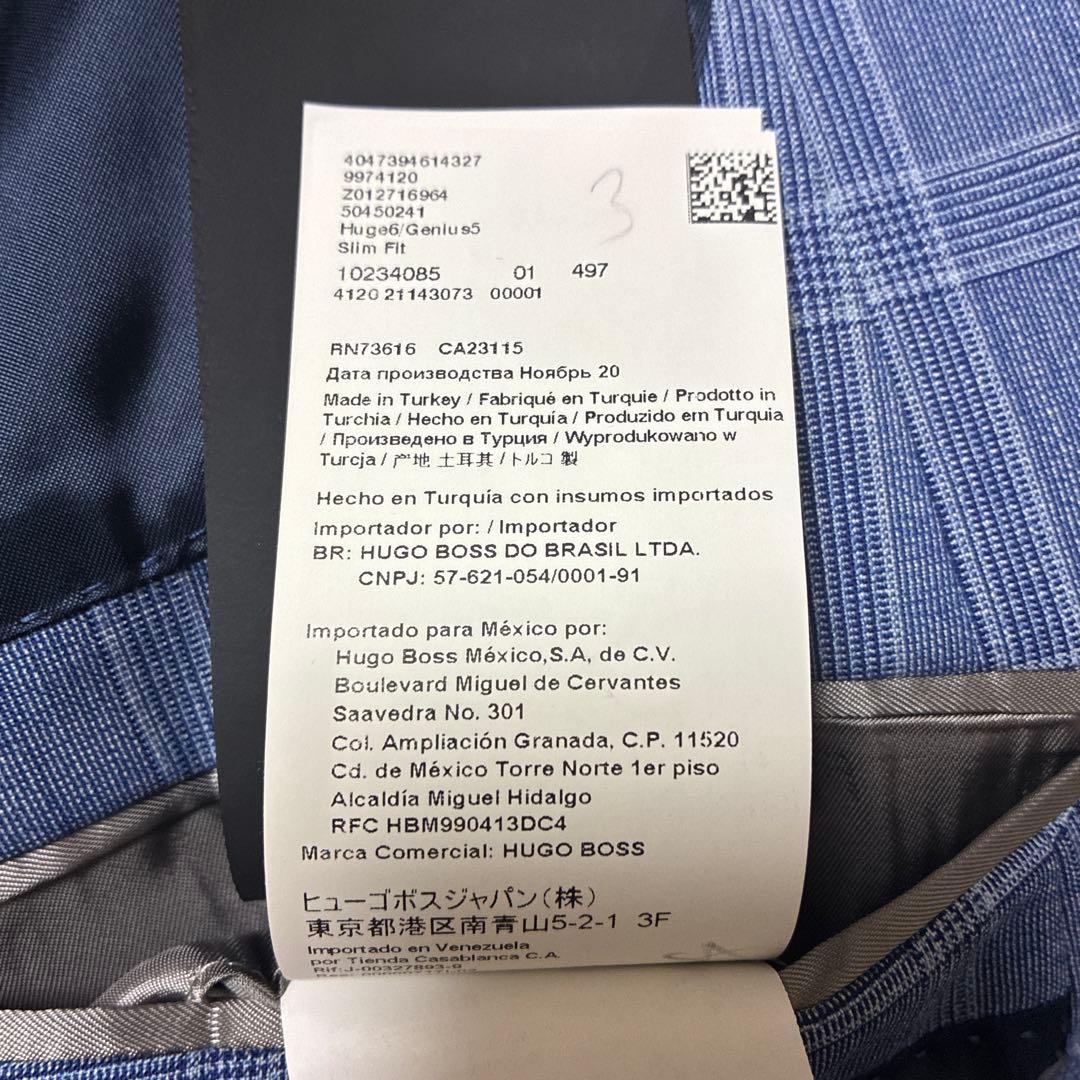 4047394614327
9974120
Z012716964
50450241
Huge6/Genius5
Slim Fit
3
10234085 01 497
4120 21143073 00001
RN73616 CA23115
Дата производства Ноябрь 20
Made in Turkey / Fabriqué en Turquie / Prodotto in
Turchia / Hecho en Turquía / Produzido em Turquia
/ Произведено в Турция / Wyprodukowano w
Turcja / 产地 土耳其 / トルコ 製
Hecho en Turquía con insumos importados
Importador por: / Importador
BR: HUGO BOSS DO BRASIL LTDA.
CNPJ: 57-621-054/0001-91
Importado para México por:
Hugo Boss México,S.A, de C.V.
Boulevard Miguel de Cervantes
Saavedra No. 301
Col. Ampliación Granada, C.P. 11520
Cd. de México Torre Norte 1er piso
Alcaldía Miguel Hidalgo
RFC HBM990413DC4
Marca Comercial: HUGO BOSS
ヒューゴボスジャパン(株)
東京都港区南青山5-2-1 3F
Importado en Venezuela
por Tienda Casablanca C.A.
Rif:J-00327893-9